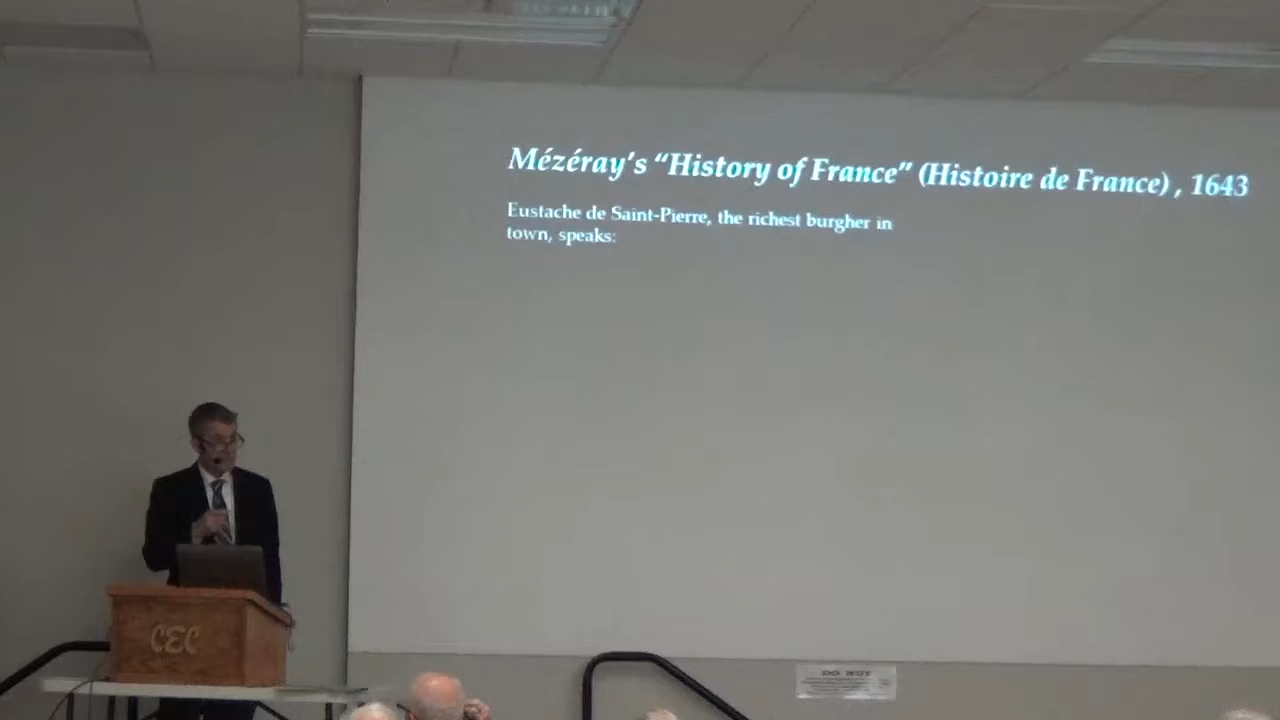 Mézéray's “History of France” (Histoire de France) , 1643
Eustache de Saint-Pierre, the richest burgher in
town, speaks:
CEC
DO NOT